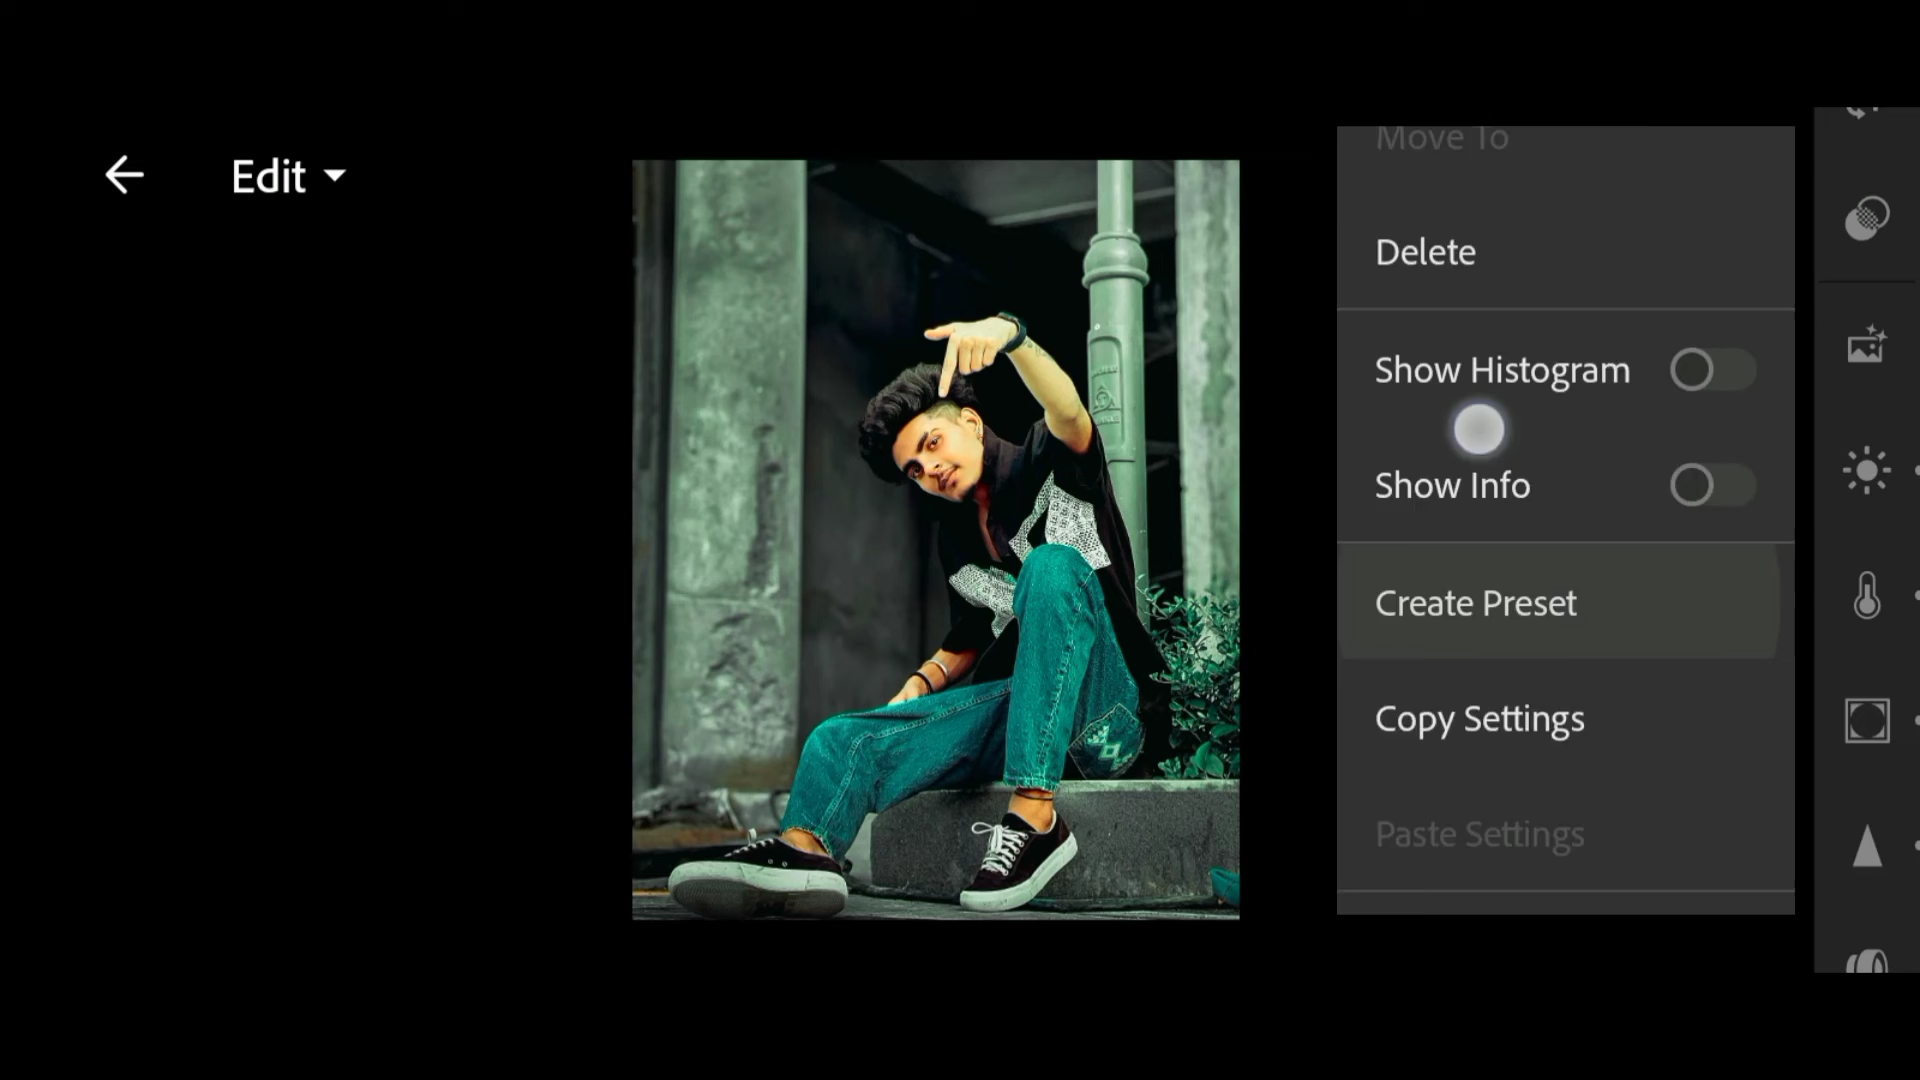 Edit
Move To
Delete
Show Histogram
Show Info
Create Preset
Copy Settings
Paste Settings